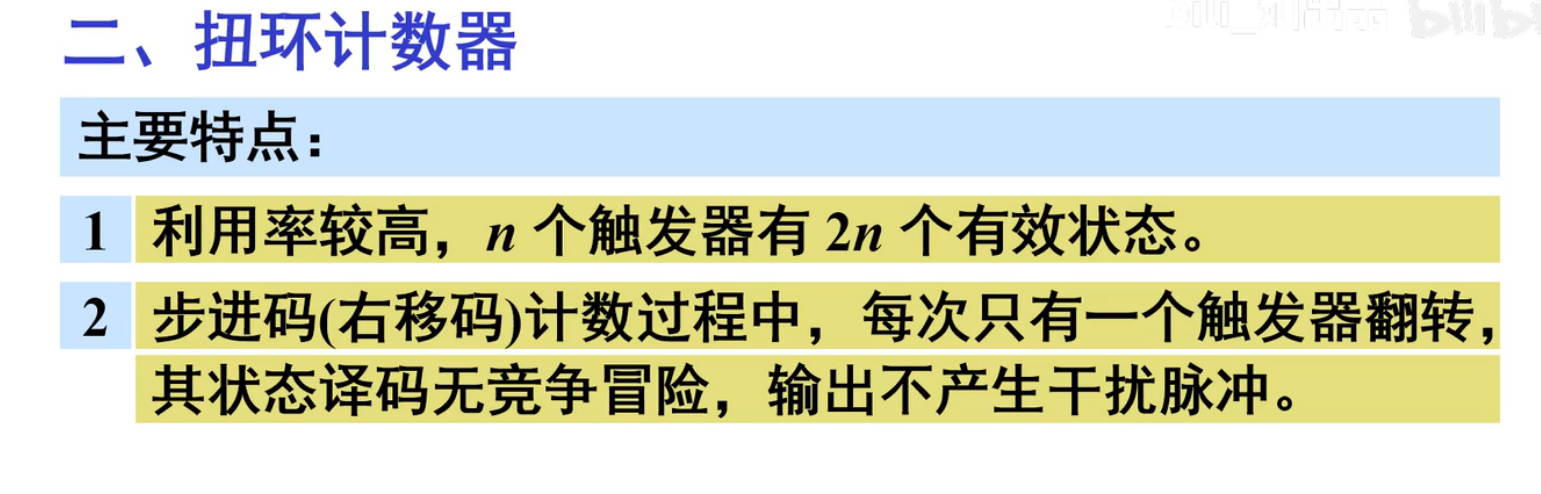 二、扭环计数器
主要特点：
1 利用率较高，n 个触发器有 2n 个有效状态。
2 步进码(右移码)计数过程中，每次只有一个触发器翻转，
其状态译码无竞争冒险，输出不产生干扰脉冲。